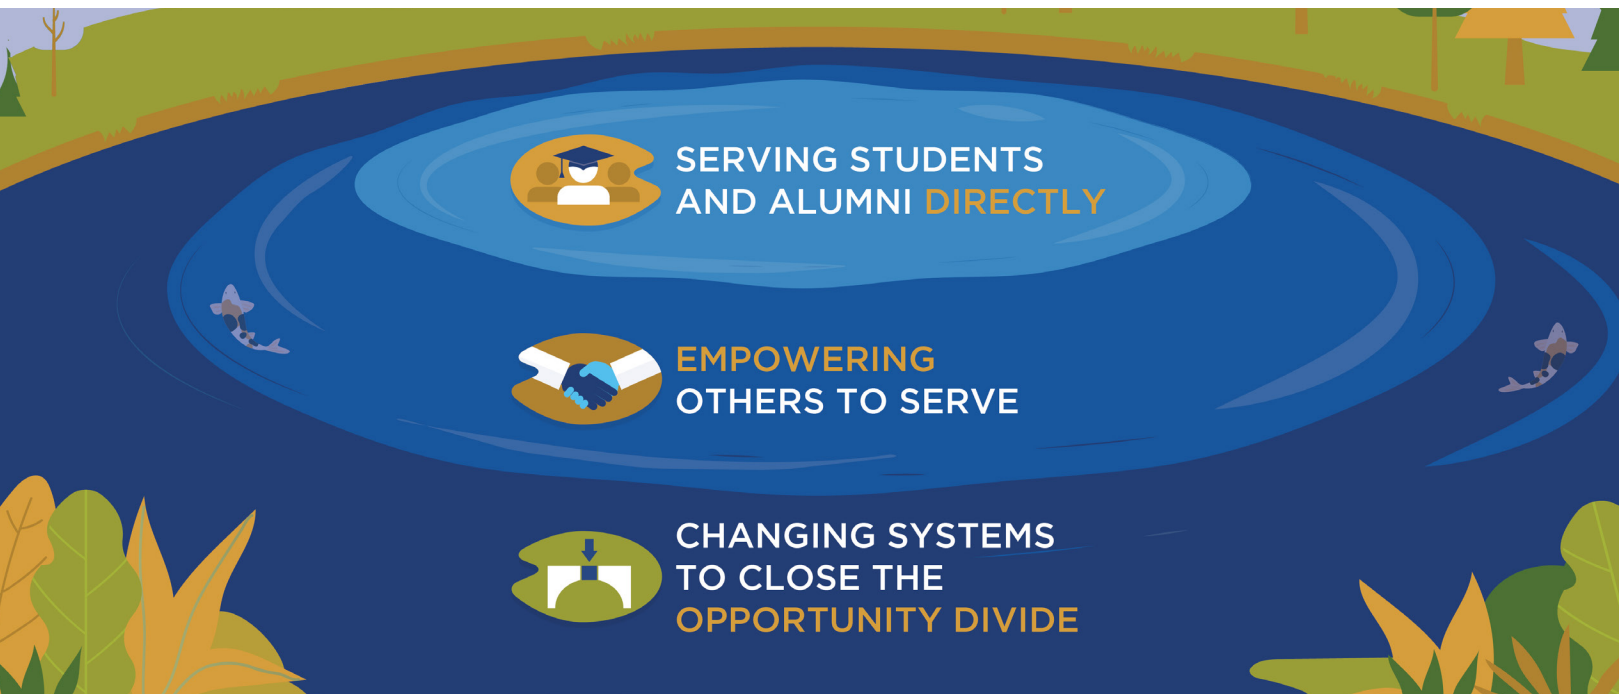 SERVING STUDENTS
AND ALUMNI DIRECTLY
EMPOWERING
OTHERS TO SERVE
CHANGING SYSTEMS
TO CLOSE THE
OPPORTUNITY DIVIDE